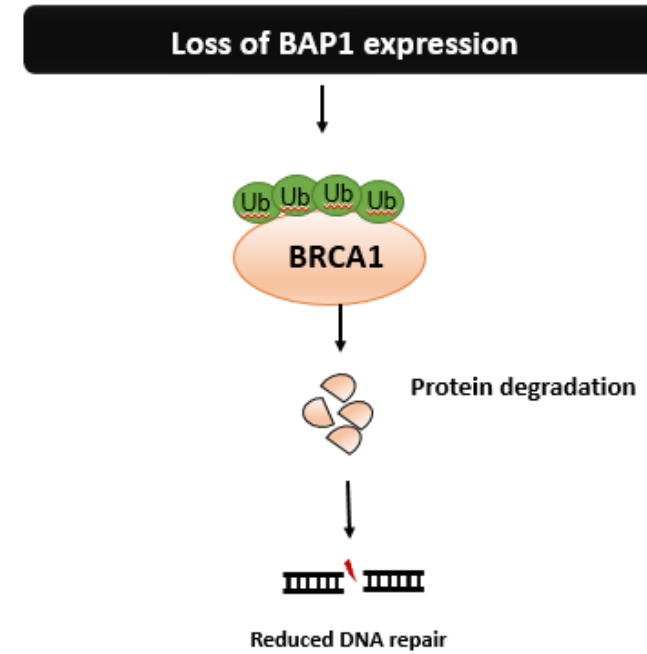 Loss of BAP1 expression
Ub Ub Ub Ub
BRCA1
Protein degradation
Reduced DNA repair